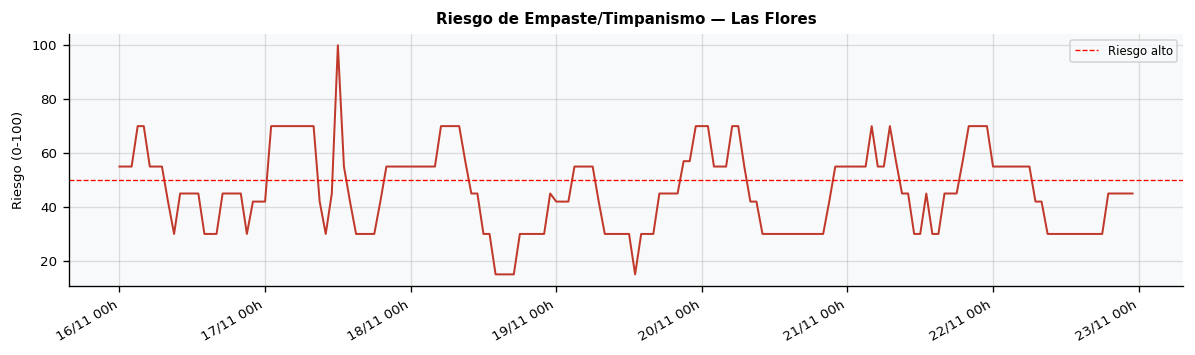 Riesgo de Empaste/Timpanismo — Las Flores
Riesgo alto
Riesgo (0-100)
100
80
60
40
20
16/11 00h
17/11 00h
18/11 00h
19/11 00h
20/11 00h
21/11 00h
22/11 00h
23/11 00h